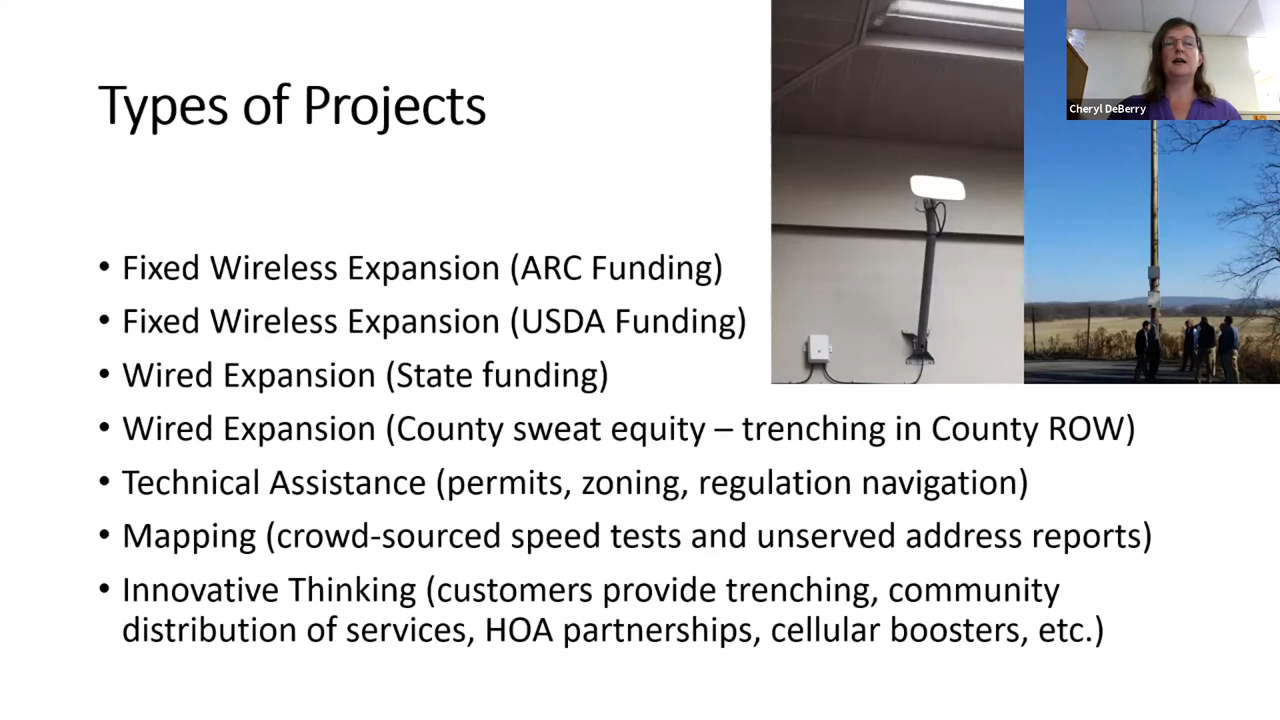 Types of Projects
Cheryl DeBerry
• Fixed Wireless Expansion (ARC Funding)
• Fixed Wireless Expansion (USDA Funding)
• Wired Expansion (State funding)
• Wired Expansion (County sweat equity – trenching in County ROW)
• Technical Assistance (permits, zoning, regulation navigation)
• Mapping (crowd-sourced speed tests and unserved address reports)
• Innovative Thinking (customers provide trenching, community
distribution of services, HOA partnerships, cellular boosters, etc.)